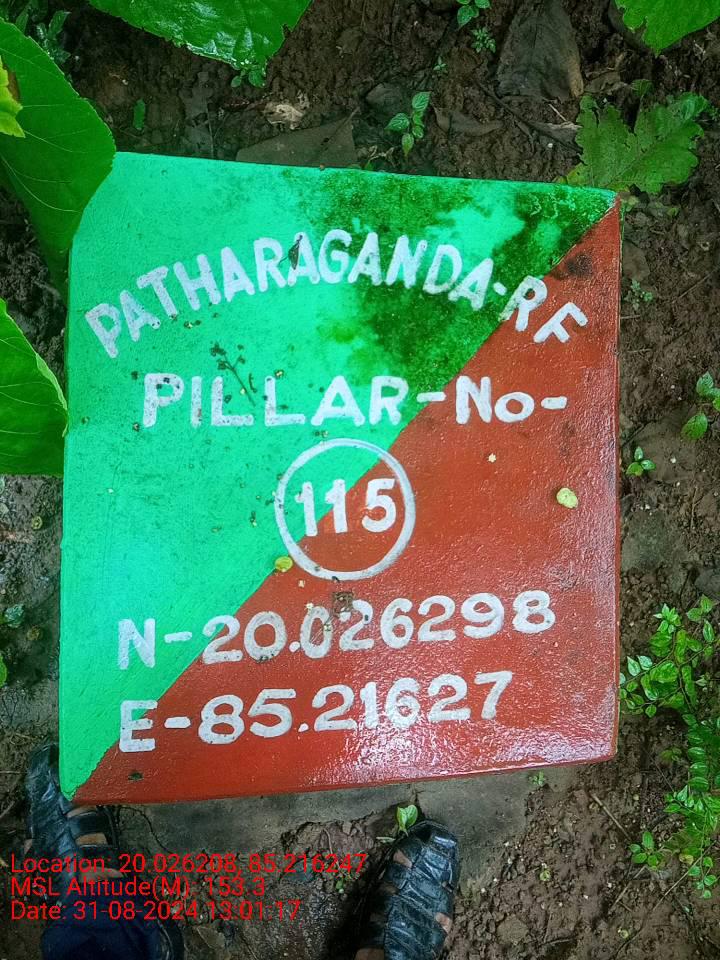 PATHARAGANDA-RF
PILLAR-No-
115
N-20.026298
E-85.21627
Location: 20.026208, 85.216247
MSL Altitude(M): 153.3
Date: 31-08-2024 13:01:17